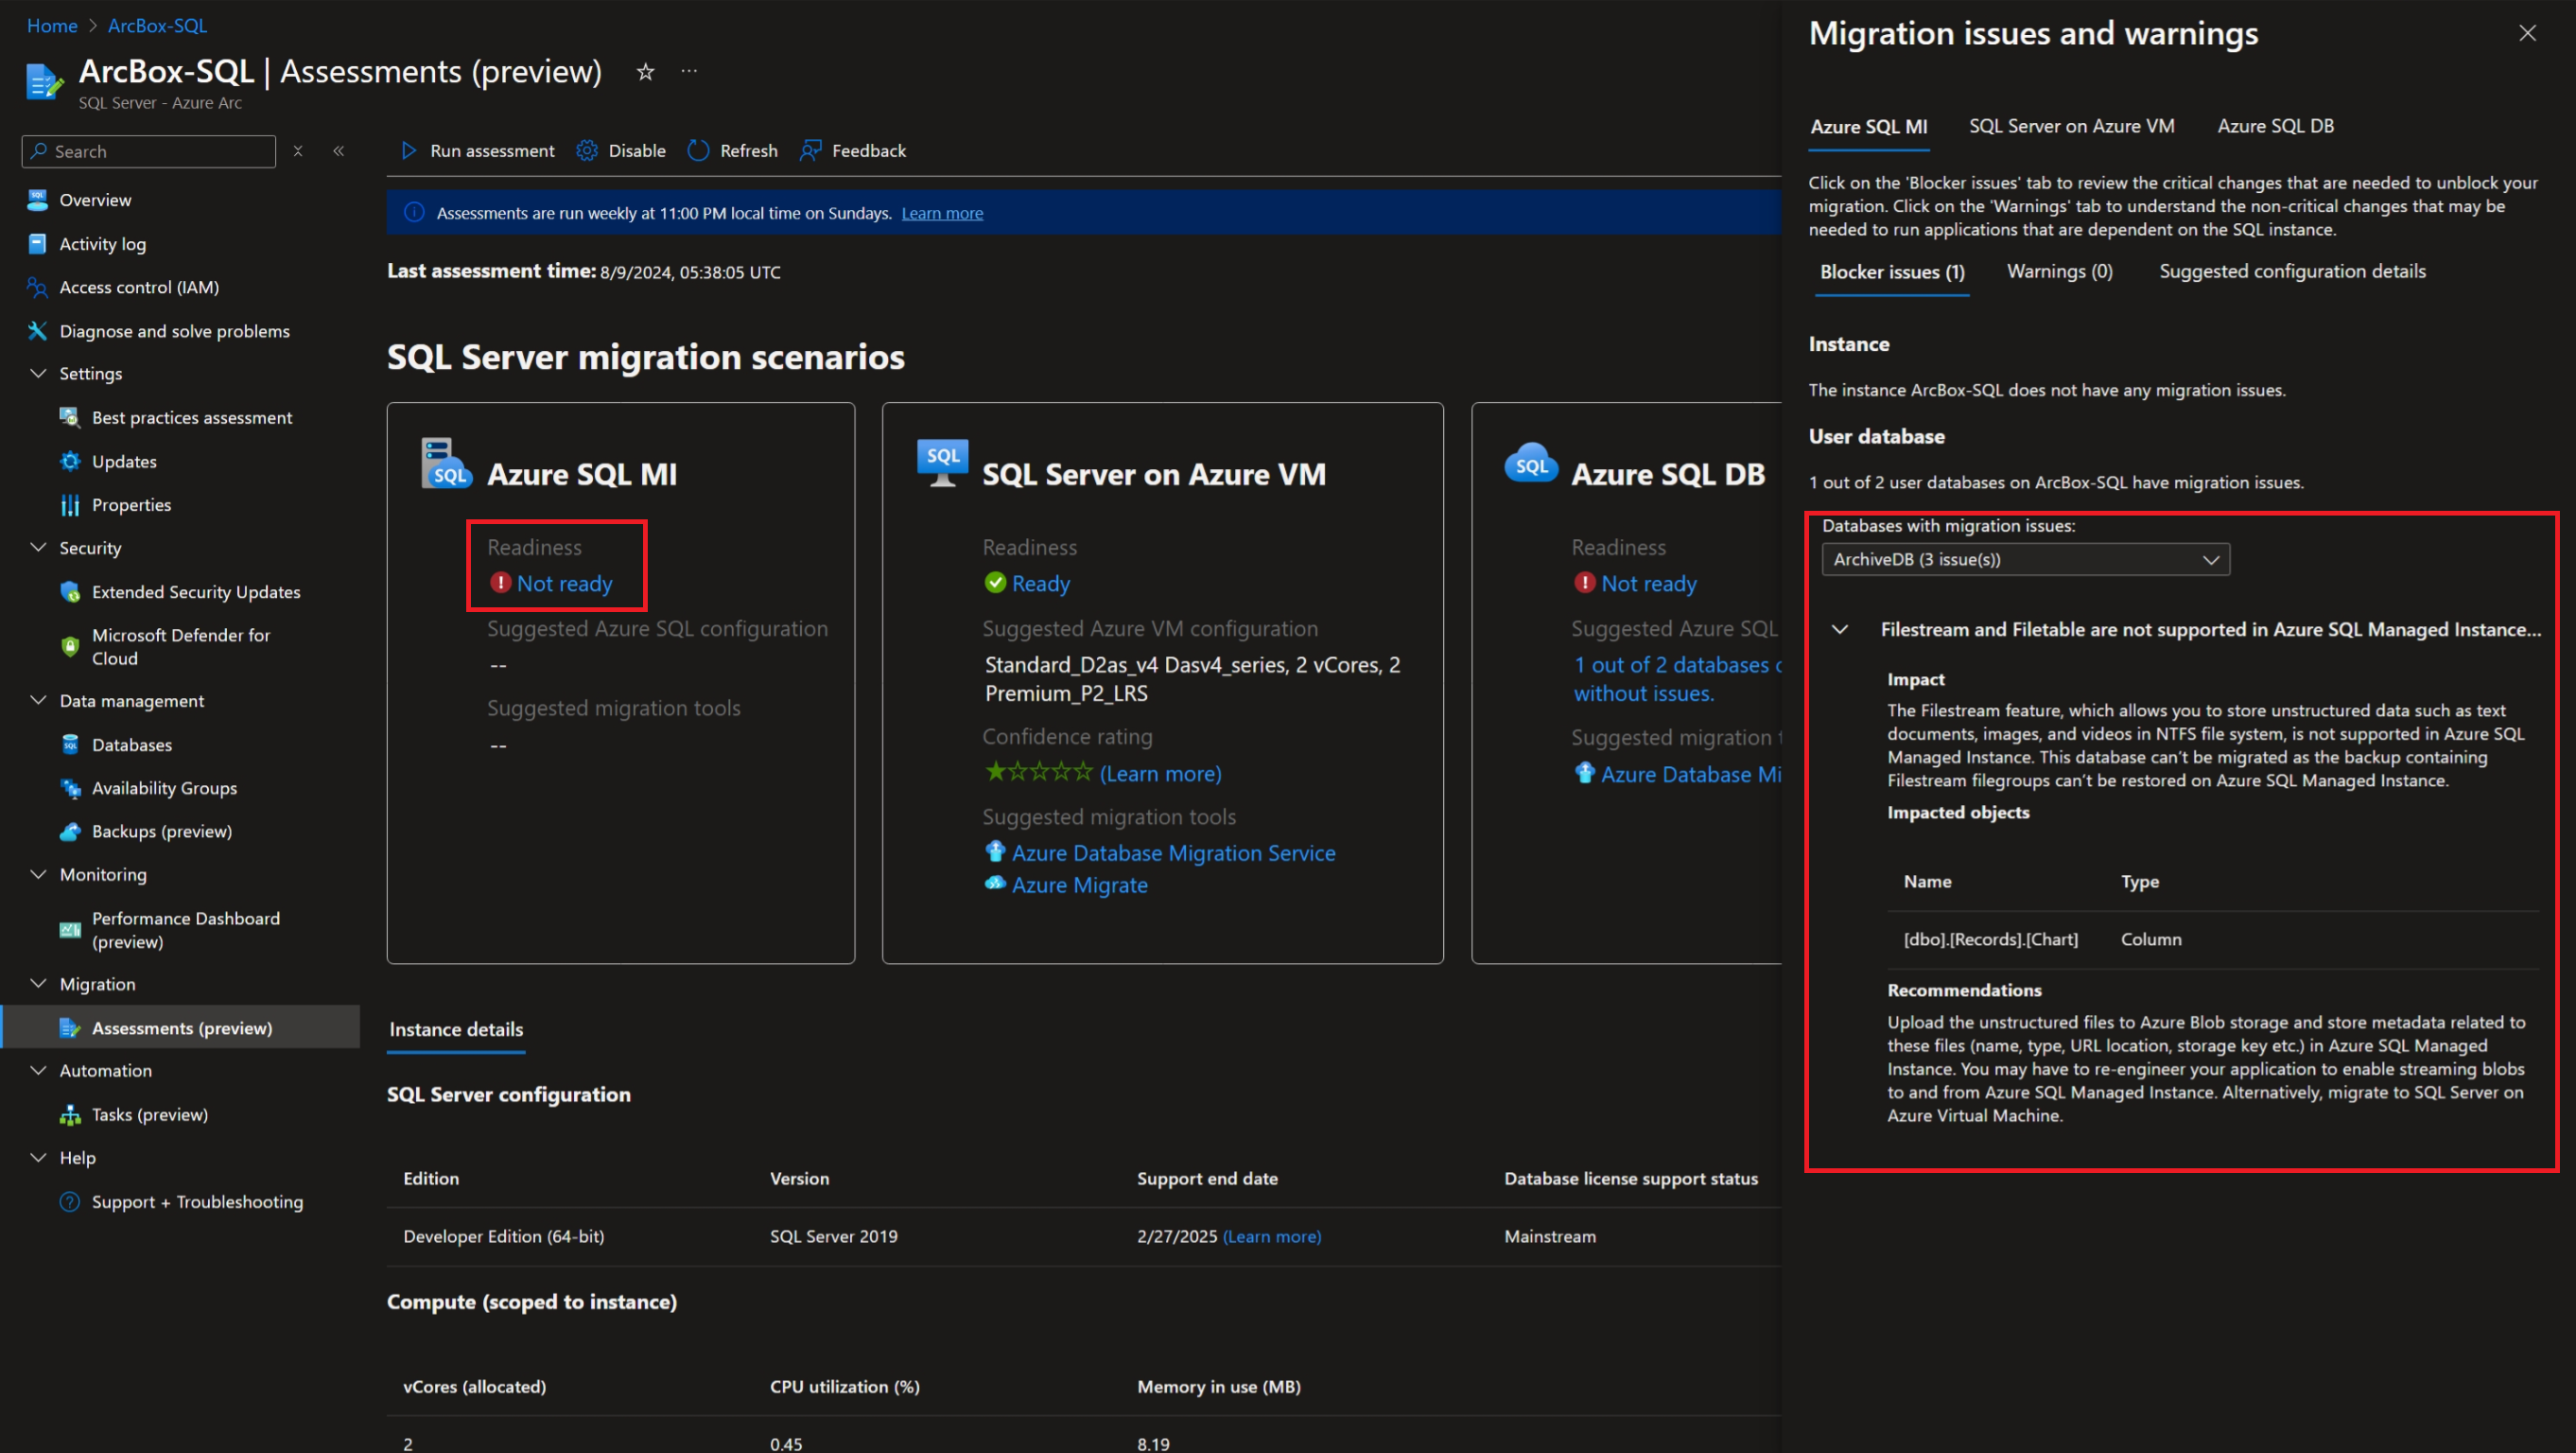 Home > ArcBox-SQL
ArcBox-SQL | Assessments (preview)
SQL Server - Azure Arc
Search
Overview
Activity log
Access control (IAM)
Diagnose and solve problems
Settings
Best practices assessment
Updates
Properties
Security
Extended Security Updates
Microsoft Defender for
Cloud
Data management
Databases
Availability Groups
Backups (preview)
Monitoring
Performance Dashboard
(preview)
Migration
Assessments (preview)
Automation
Tasks (preview)
Help
Support + Troubleshooting
Run assessment
Disable
Refresh
Feedback
Assessments are run weekly at 11:00 PM local time on Sundays. Learn more
Last assessment time: 8/9/2024, 05:38:05 UTC
SQL Server migration scenarios
SQL
Azure SQL MI
Readiness
Not ready
Suggested Azure SQL configuration
--
Suggested migration tools
--
SQL
SQL Server on Azure VM
Readiness
Ready
Suggested Azure VM configuration
Standard_D2as_v4 Dasv4_series, 2 vCores, 2
Premium_P2_LRS
Confidence rating
(Learn more)
Suggested migration tools
Azure Database Migration Service
Azure Migrate
SQL
Azure SQL DB
Readiness
Not ready
Suggested Azure SQL
1 out of 2 databases
without issues.
Suggested migration
Azure Database Mi
Instance details
SQL Server configuration
Edition
Version
Support end date
Database license support status
Developer Edition (64-bit)
SQL Server 2019
2/27/2025 (Learn more)
Mainstream
Compute (scoped to instance)
vCores (allocated)
CPU utilization (%)
Memory in use (MB)
2
0.45
8.19
Migration issues and warnings
Azure SQL MI
SQL Server on Azure VM
Azure SQL DB
Click on the 'Blocker issues' tab to review the critical changes that are needed to unblock your
migration. Click on the 'Warnings' tab to understand the non-critical changes that may be
needed to run applications that are dependent on the SQL instance.
Blocker issues (1)
Warnings (0)
Suggested configuration details
Instance
The instance ArcBox-SQL does not have any migration issues.
User database
1 out of 2 user databases on ArcBox-SQL have migration issues.
Databases with migration issues:
ArchiveDB (3 issue(s))
Filestream and Filetable are not supported in Azure SQL Managed Instance...
Impact
The Filestream feature, which allows you to store unstructured data such as text
documents, images, and videos in NTFS file system, is not supported in Azure SQL
Managed Instance. This database can't be migrated as the backup containing
Filestream filegroups can't be restored on Azure SQL Managed Instance.
Impacted objects
Name
Type
[dbo].[Records].[Chart]
Column
Recommendations
Upload the unstructured files to Azure Blob storage and store metadata related to
these files (name, type, URL location, storage key etc.) in Azure SQL Managed
Instance. You may have to re-engineer your application to enable streaming blobs
to and from Azure SQL Managed Instance. Alternatively, migrate to SQL Server on
Azure Virtual Machine.